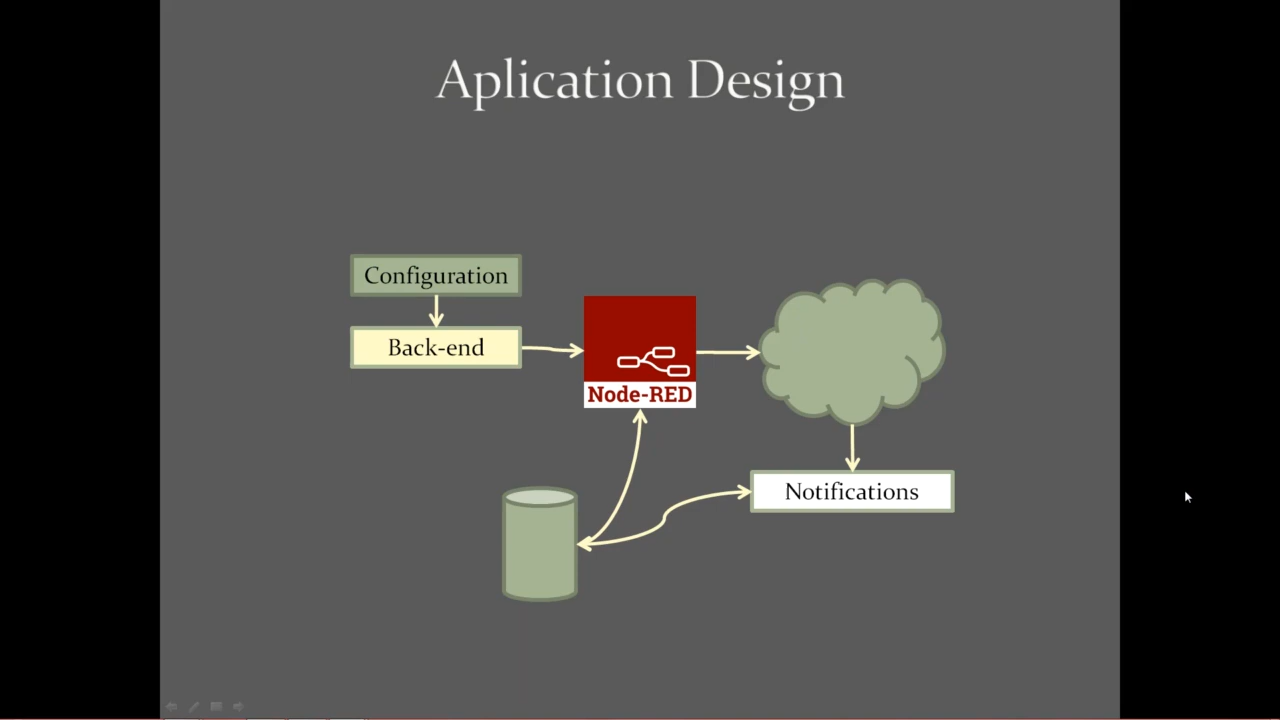 Aplication Design
Configuration
Back-end
Node-RED
Notifications